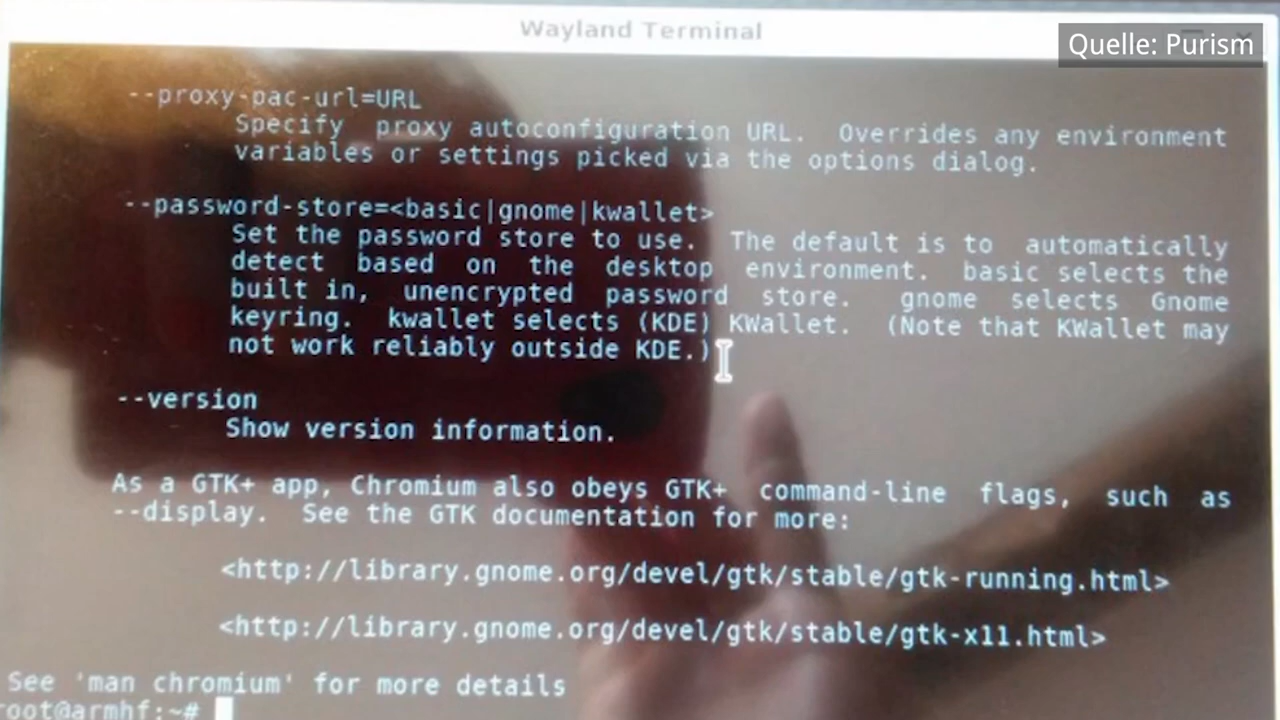 Wayland Terminal
Quelle: Purism
--proxy-pac-url=URL
Specify proxy autoconfiguration URL. Overrides any environment
variables or settings picked via the options dialog.
--password-store=<basic|gnome|kwallet>
Set the password store to use. The default is to automatically
detect based on the desktop environment. basic selects the
built in, unencrypted password store. gnome selects Gnome
keyring. kwallet selects (KDE) KWallet. (Note that KWallet may
not work reliably outside KDE.)
--version
Show version information.
As a GTK+ app, Chromium also obeys GTK+ command-line flags, such as
--display. See the GTK documentation for more:
<http://library.gnome.org/devel/gtk/stable/gtk-running.html>
<http://library.gnome.org/devel/gtk/stable/gtk-x11.html>
See 'man chromium' for more details
root@armhf:~#